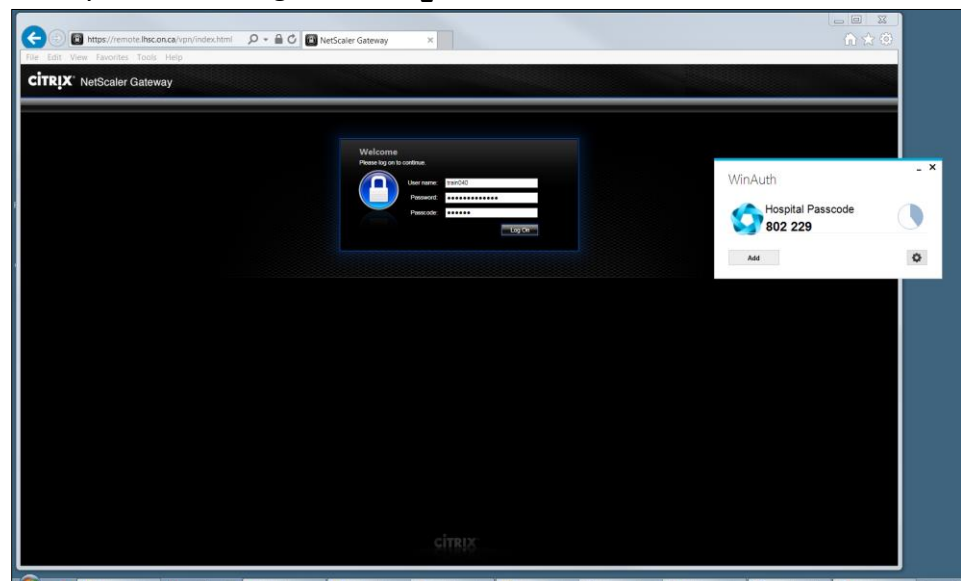 https://remote.lhsc.on.ca/vpn/index.html
NetScaler Gateway
File Edit View Favorites Tools Help
CITRIX NetScaler Gateway
Welcome
Please log on to continue.
User name: train040
Password:
Passcode:
Log On
WinAuth
Hospital Passcode
802 229
Add
CITRIX